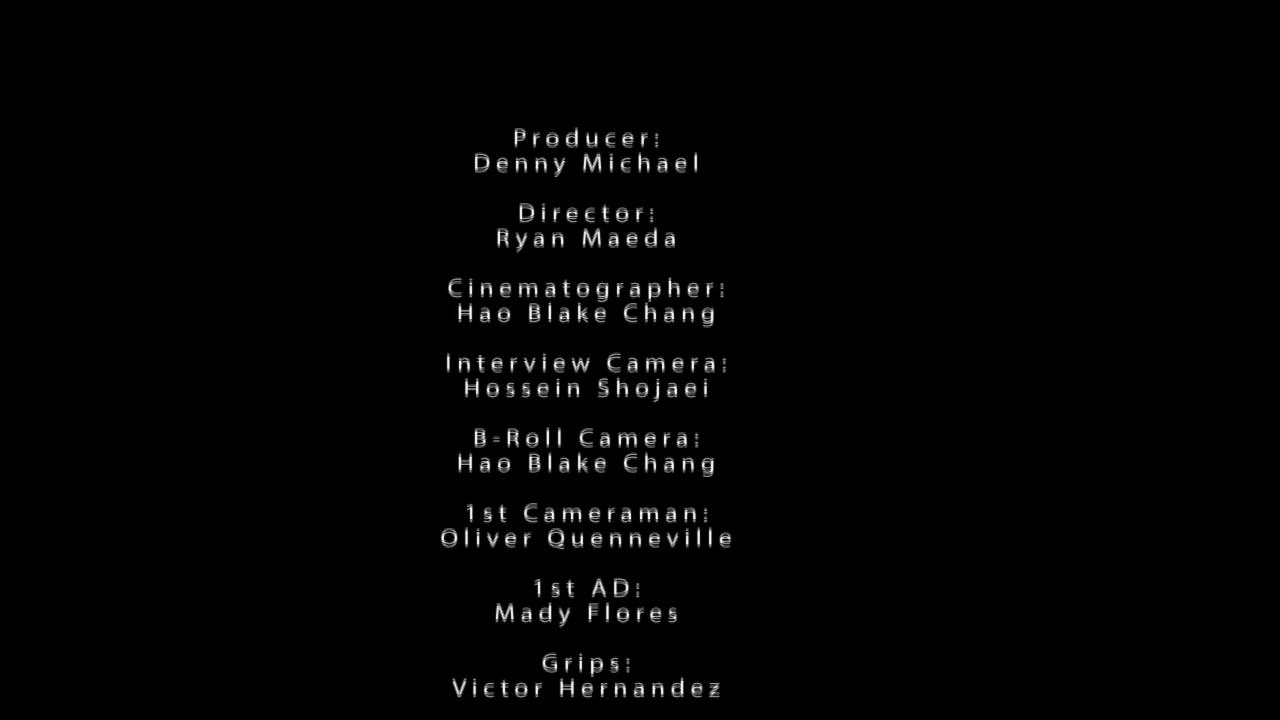 Producer:
Denny Michael
Director:
Ryan Maeda
Cinematographer:
Hao Blake Chang
Interview Camera:
Hossein Shojaei
B-Roll Camera:
Hao Blake Chang
1st Cameraman:
Oliver Quenneville
1st AD:
Mady Flores
Grips:
Victor Hernandez